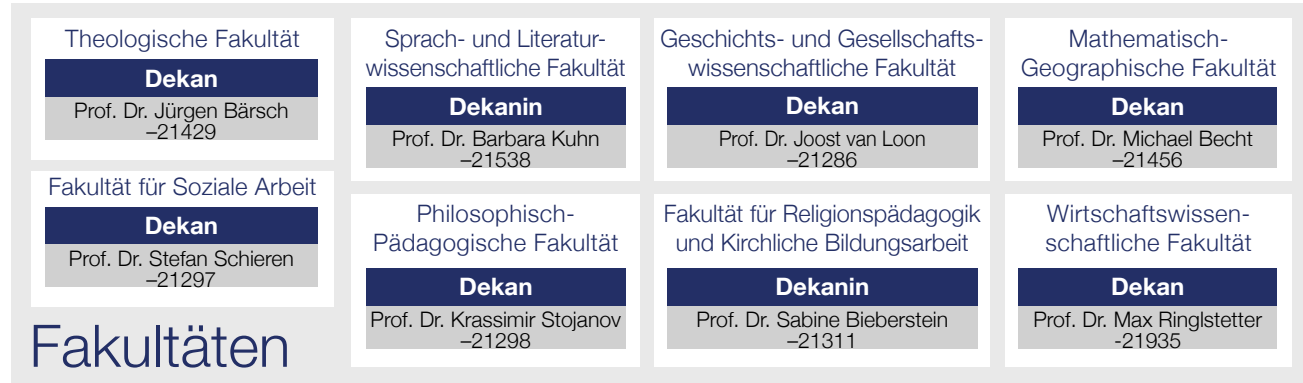 Theologische Fakultät
Dekan
Prof. Dr. Jürgen Bärsch
–21429
Sprach- und Literatur-
wissenschaftliche Fakultät
Dekanin
Prof. Dr. Barbara Kuhn
–21538
Geschichts- und Gesellschafts-
wissenschaftliche Fakultät
Dekan
Prof. Dr. Joost van Loon
–21286
Mathematisch-
Geographische Fakultät
Dekan
Prof. Dr. Michael Becht
–21456
Fakultät für Soziale Arbeit
Dekan
Prof. Dr. Stefan Schieren
–21297
Philosophisch-
Pädagogische Fakultät
Dekan
Prof. Dr. Krassimir Stojanov
–21298
Fakultät für Religionspädagogik
und Kirchliche Bildungsarbeit
Dekanin
Prof. Dr. Sabine Bieberstein
–21311
Wirtschaftswissen-
schaftliche Fakultät
Dekan
Prof. Dr. Max Ringlstetter
-21935
Fakultäten